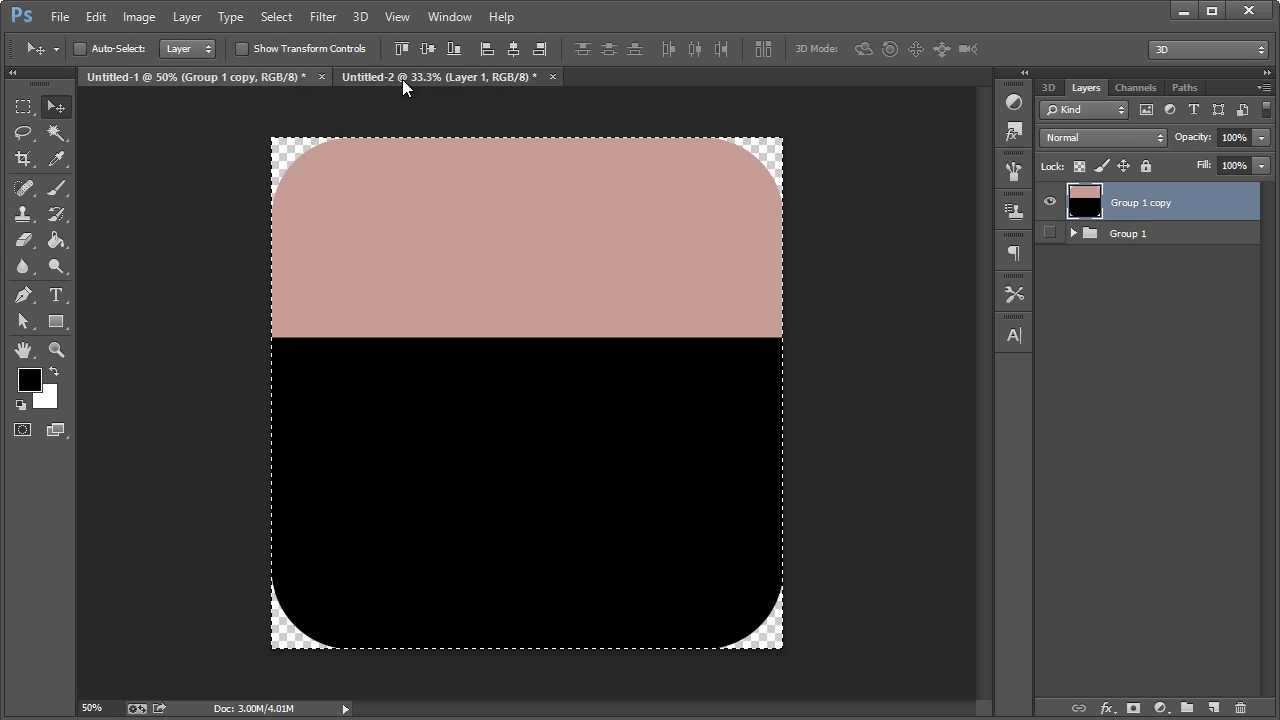 Ps File Edit Image Layer Type Select Filter 3D View Window Help
Auto-Select: Layer Show Transform Controls 3D Mode: 3D
Untitled-1 @ 50% (Group 1 copy, RGB/8) * × Untitled-2 @ 33.3% (Layer 1, RGB/8) * ×
3D Layers Channels Paths
Kind
Normal Opacity: 100%
Lock: Fill: 100%
Group 1 copy
Group 1
50% Doc: 3.00M/4.01M